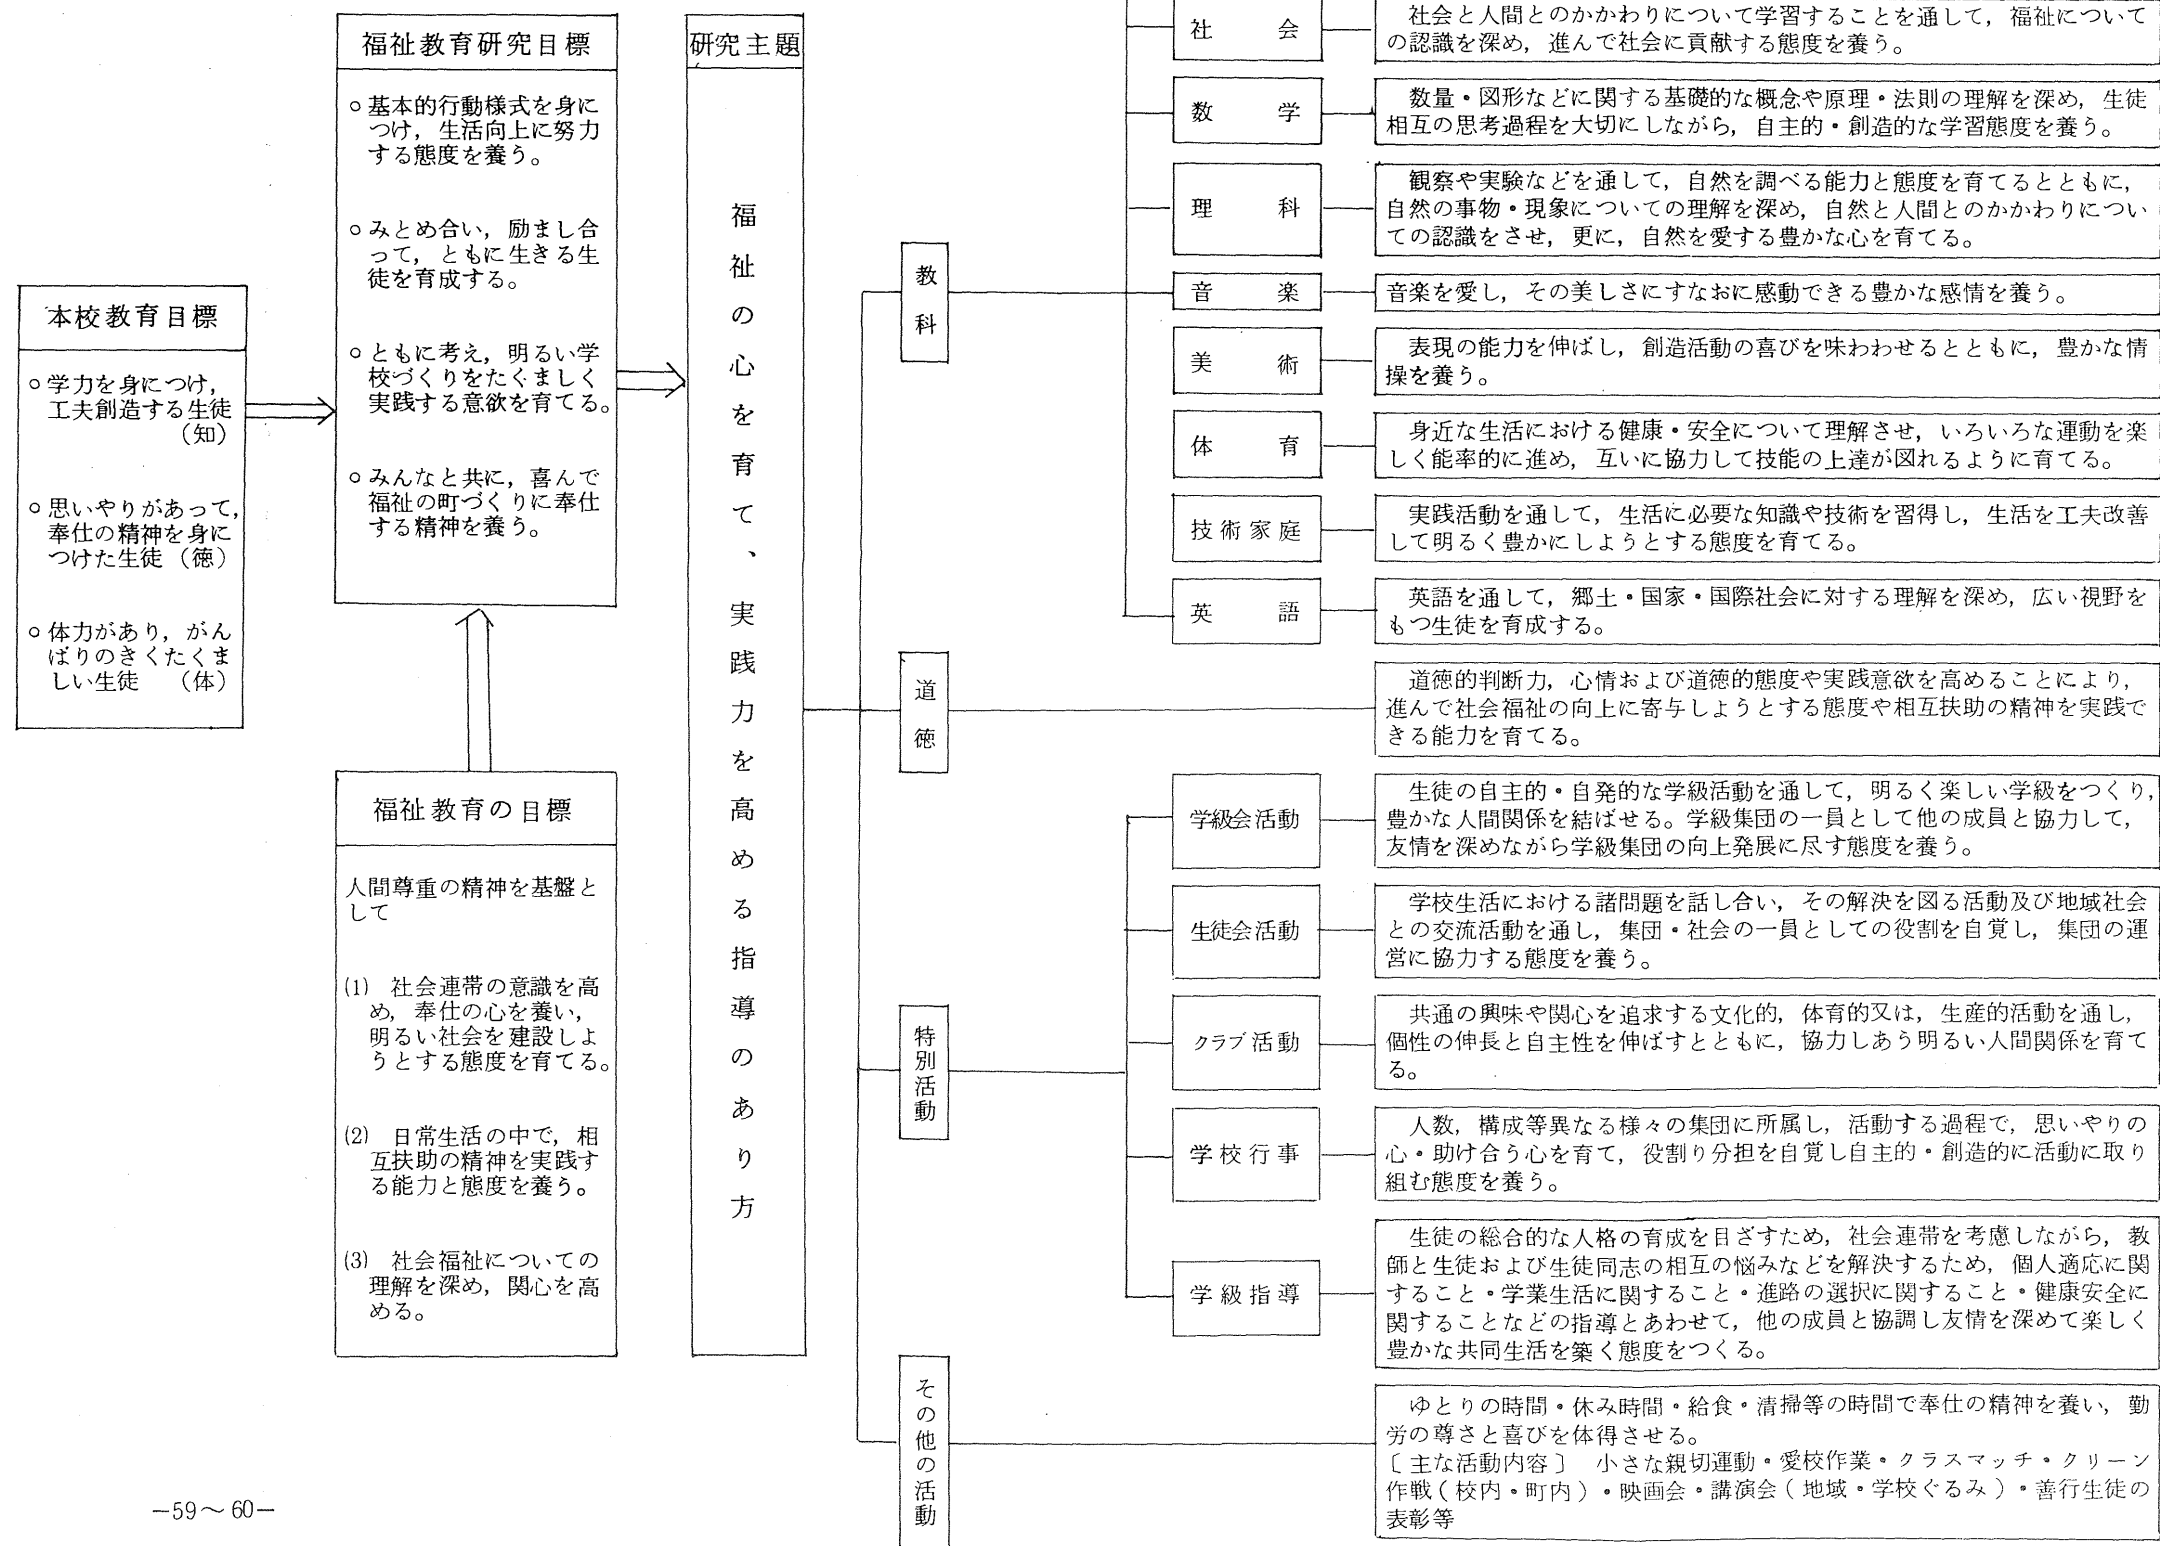 本校教育目標
○学力を身につけ,
工夫創造する生徒
(知)
○思いやりがあって,
奉仕の精神を身に
つけた生徒 (徳)
○体力があり, がん
ばりのきくたくま
しい生徒 (体)
福祉教育研究目標
○基本的行動様式を身に
つけ, 生活向上に努力
する態度を養う。
○みとめ合い, 励まし合
って, ともに生きる生
徒を育成する。
○ともに考え, 明るい学
校づくりをたくましく
実践する意欲を育てる。
○みんなと共に, 喜んで
福祉の町づくりに奉仕
する精神を養う。
福祉教育の目標
人間尊重の精神を基盤と
して
(1) 社会連帯の意識を高
め, 奉仕の心を養い,
明るい社会を建設しよ
うとする態度を育てる。
(2) 日常生活の中で, 相
互扶助の精神を実践す
る能力と態度を養う。
(3) 社会福祉についての
理解を深め, 関心を高
める。
研究主題
福祉の心を育て、実践力を高める指導のあり方
教科
社会
社会と人間とのかかわりについて学習することを通して, 福祉について
の認識を深め, 進んで社会に貢献する態度を養う。
数学
数量・図形などに関する基礎的な概念や原理・法則の理解を深め, 生徒
相互の思考過程を大切にしながら, 自主的・創造的な学習態度を養う。
理科
観察や実験などを通して, 自然を調べる能力と態度を育てるとともに,
自然の事物・現象についての理解を深め, 自然と人間とのかかわりについ
ての認識をさせ, 更に, 自然を愛する豊かな心を育てる。
音楽
音楽を愛し, その美しさにすなおに感動できる豊かな感情を養う。
美術
表現の能力を伸ばし, 創造活動の喜びを味わわせるとともに, 豊かな情
操を養う。
体育
身近な生活における健康・安全について理解させ, いろいろな運動を楽
しく能率的に進め, 互いに協力して技能の上達が図れるように育てる。
技術家庭
実践活動を通して, 生活に必要な知識や技術を習得し, 生活を工夫改善
して明るく豊かにしようとする態度を育てる。
英語
英語を通して, 郷土・国家・国際社会に対する理解を深め, 広い視野を
もつ生徒を育成する。
道徳
道徳的判断力, 心情および道徳的態度や実践意欲を高めることにより,
進んで社会福祉の向上に寄与しようとする態度や相互扶助の精神を実践で
きる能力を育てる。
特別活動
学級会活動
生徒の自主的・自発的な学級活動を通して, 明るく楽しい学級をつくり,
豊かな人間関係を結ばせる。学級集団の一員として他の成員と協力して,
友情を深めながら学級集団の向上発展に尽す態度を養う。
生徒会活動
学校生活における諸問題を話し合い, その解決を図る活動及び地域社会
との交流活動を通し, 集団・社会の一員としての役割を自覚し, 集団の運
営に協力する態度を養う。
クラブ活動
共通の興味や関心を追求する文化的, 体育的又は, 生産的活動を通し,
個性の伸長と自主性を伸ばすとともに, 協力しあう明るい人間関係を育て
る。
学校行事
人数, 構成等異なる様々の集団に所属し, 活動する過程で, 思いやりの
心・助け合う心を育て, 役割り分担を自覚し自主的・創造的に活動に取り
組む態度を養う。
学級指導
生徒の総合的な人格の育成を目ざすため, 社会連帯を考慮しながら, 教
師と生徒および生徒同志の相互の悩みなどを解決するため, 個人適応に関
すること・学業生活に関すること・進路の選択に関すること・健康安全に
関することなどの指導とあわせて, 他の成員と協調し友情を深めて楽しく
豊かな共同生活を築く態度をつくる。
その他の活動
ゆとりの時間・休み時間・給食・清掃等の時間で奉仕の精神を養い, 勤
労の尊さと喜びを体得させる。
〔主な活動内容〕 小さな親切運動・愛校作業・クラスマッチ・クリーン
作戦(校内・町内)・映画会・講演会(地域・学校ぐるみ)・善行生徒の
表彰等
—59～60—